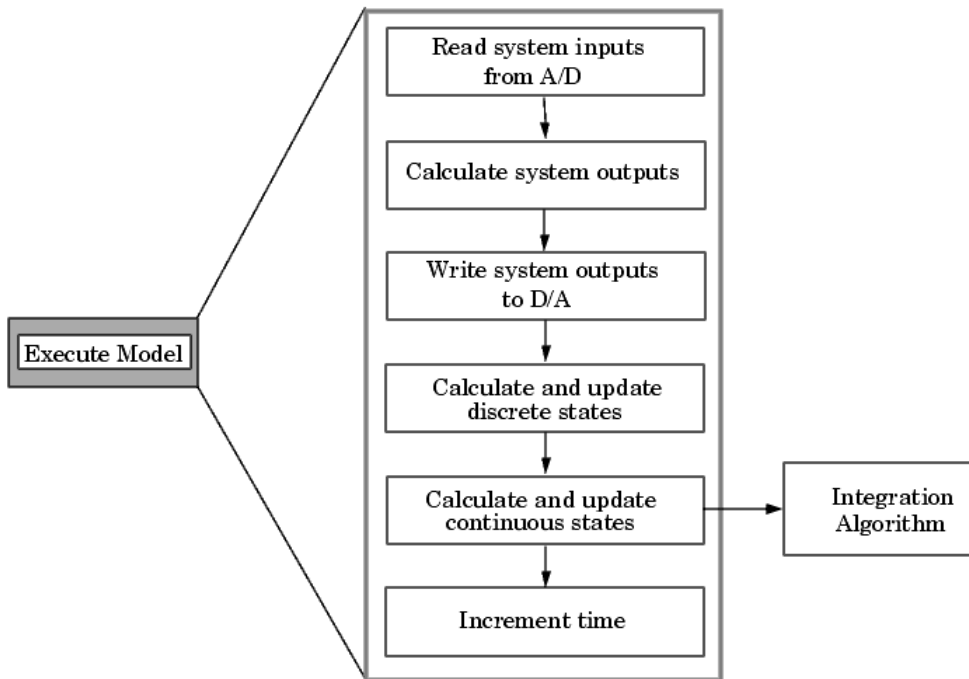 Read system inputs
from A/D
Calculate system outputs
Write system outputs
to D/A
Execute Model
Calculate and update
discrete states
Calculate and update
continuous states
Integration
Algorithm
Increment time